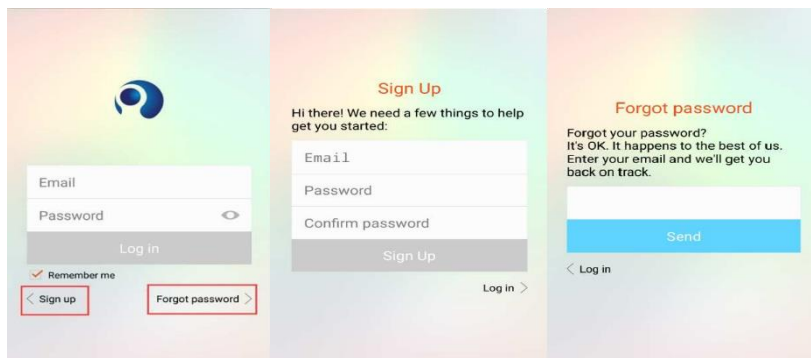 Email
Password
Log in
Remember me
Sign up
Forgot password
Sign Up
Hi there! We need a few things to help
get you started:
Email
Password
Confirm password
Sign Up
Log in
Forgot password
Forgot your password?
It's OK. It happens to the best of us.
Enter your email and we'll get you
back on track.
Send
Log in